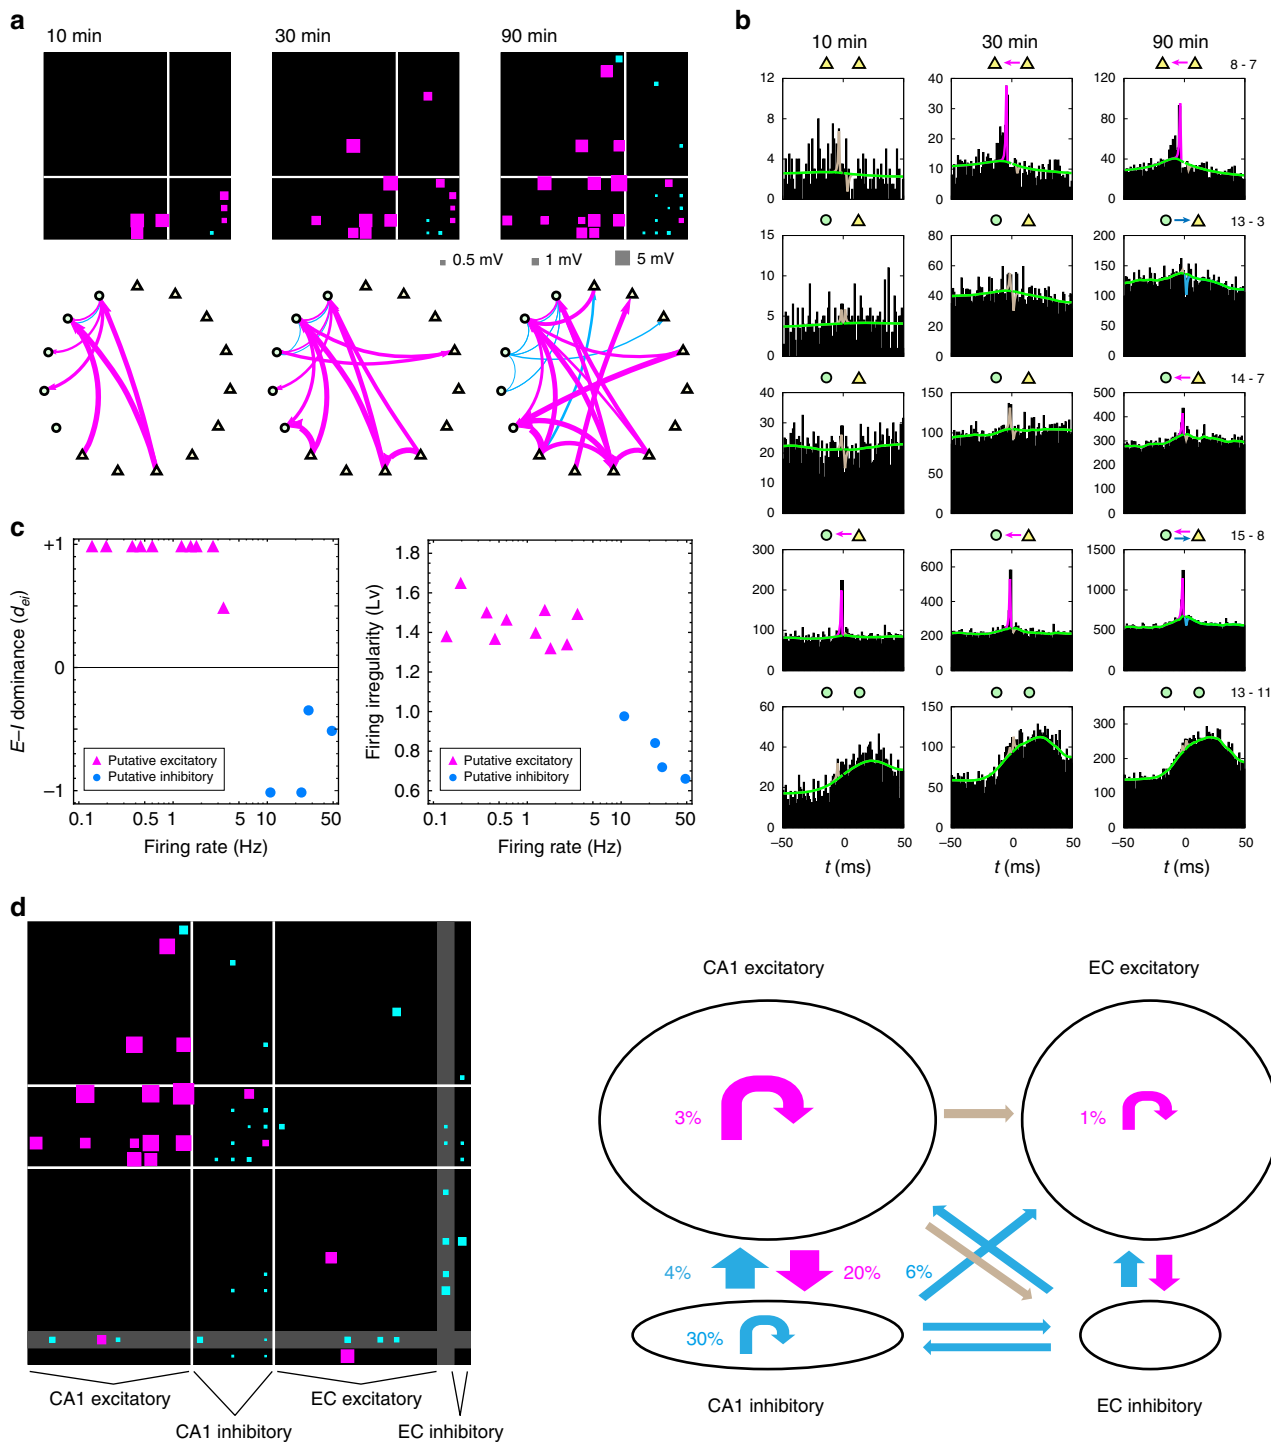 a
10 min
30 min
90 min
0.5 mV
1 mV
5 mV
b
10 min
30 min
90 min
8 - 7
12
8
4
0
40
30
20
10
0
120
80
40
0
13 - 3
15
10
5
0
80
60
40
20
0
200
150
100
50
0
14 - 7
40
30
20
10
0
150
100
50
0
500
400
300
200
100
0
15 - 8
300
200
100
0
600
400
200
0
1500
1000
500
0
13 - 11
60
40
20
0
150
100
50
0
300
200
100
0
−50 0 50
−50 0 50
−50 0 50
t (ms)
t (ms)
t (ms)
c
E–I dominance (d_ei)
+1
0
−1
Putative excitatory
Putative inhibitory
0.1 0.5 1 5 10 50
Firing rate (Hz)
Firing irregularity (Lv)
1.8
1.6
1.4
1.2
1.0
0.8
0.6
Putative excitatory
Putative inhibitory
0.1 0.5 1 5 10 50
Firing rate (Hz)
d
CA1 excitatory
CA1 inhibitory
EC excitatory
EC inhibitory
CA1 excitatory
EC excitatory
3%
1%
4%
20%
6%
30%
CA1 inhibitory
EC inhibitory